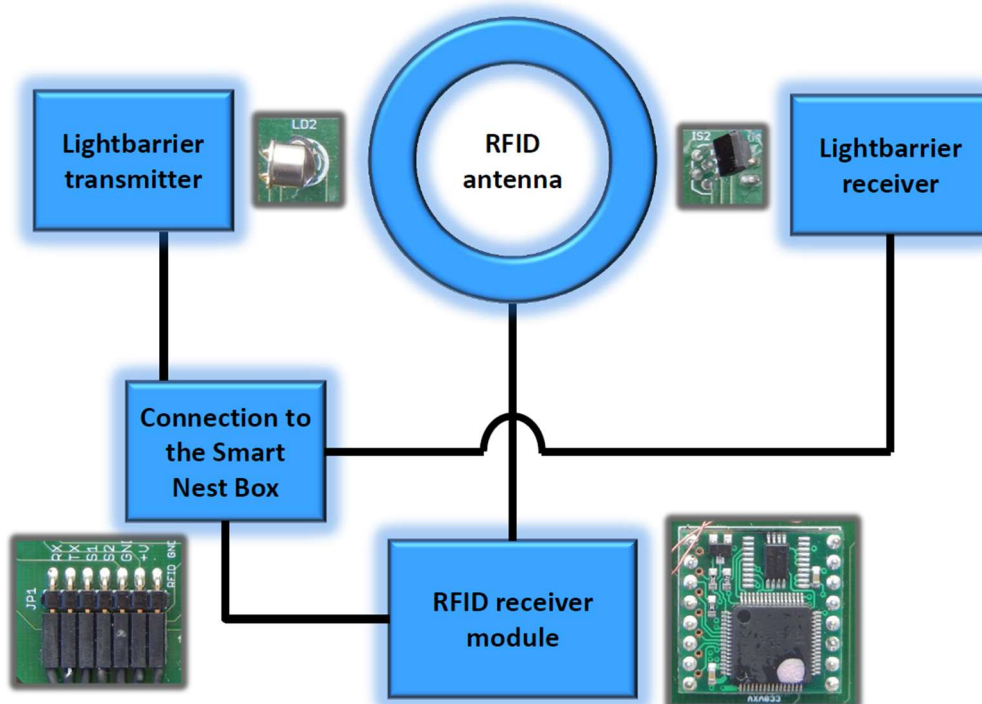 Lightbarrier
transmitter
LD2
RFID
antenna
IS2
Lightbarrier
receiver
Connection to
the Smart
Nest Box
RX
TX
S1
S2
GND
+U
RFID GND
JP1
RFID receiver
module
AXA033